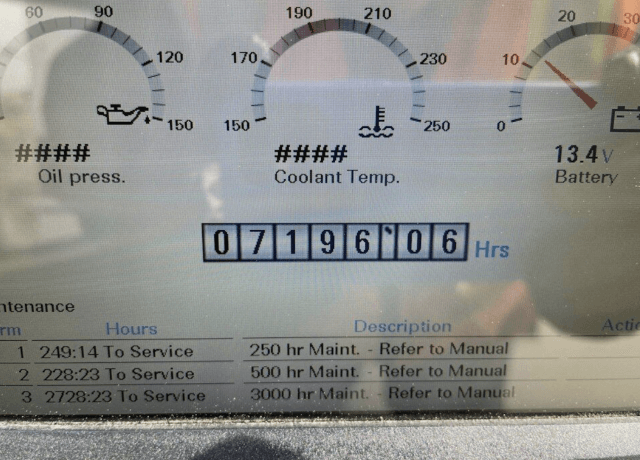 60 90 190 210 20 30
120 170 230 10
150 150 250 0
#### #### 13.4 V
Oil press. Coolant Temp. Battery
07196`06 Hrs
ntenance
rm Hours Description Actio
1 249:14 To Service 250 hr Maint. - Refer to Manual
2 228:23 To Service 500 hr Maint. - Refer to Manual
3 2728:23 To Service 3000 hr Maint. - Refer to Manual